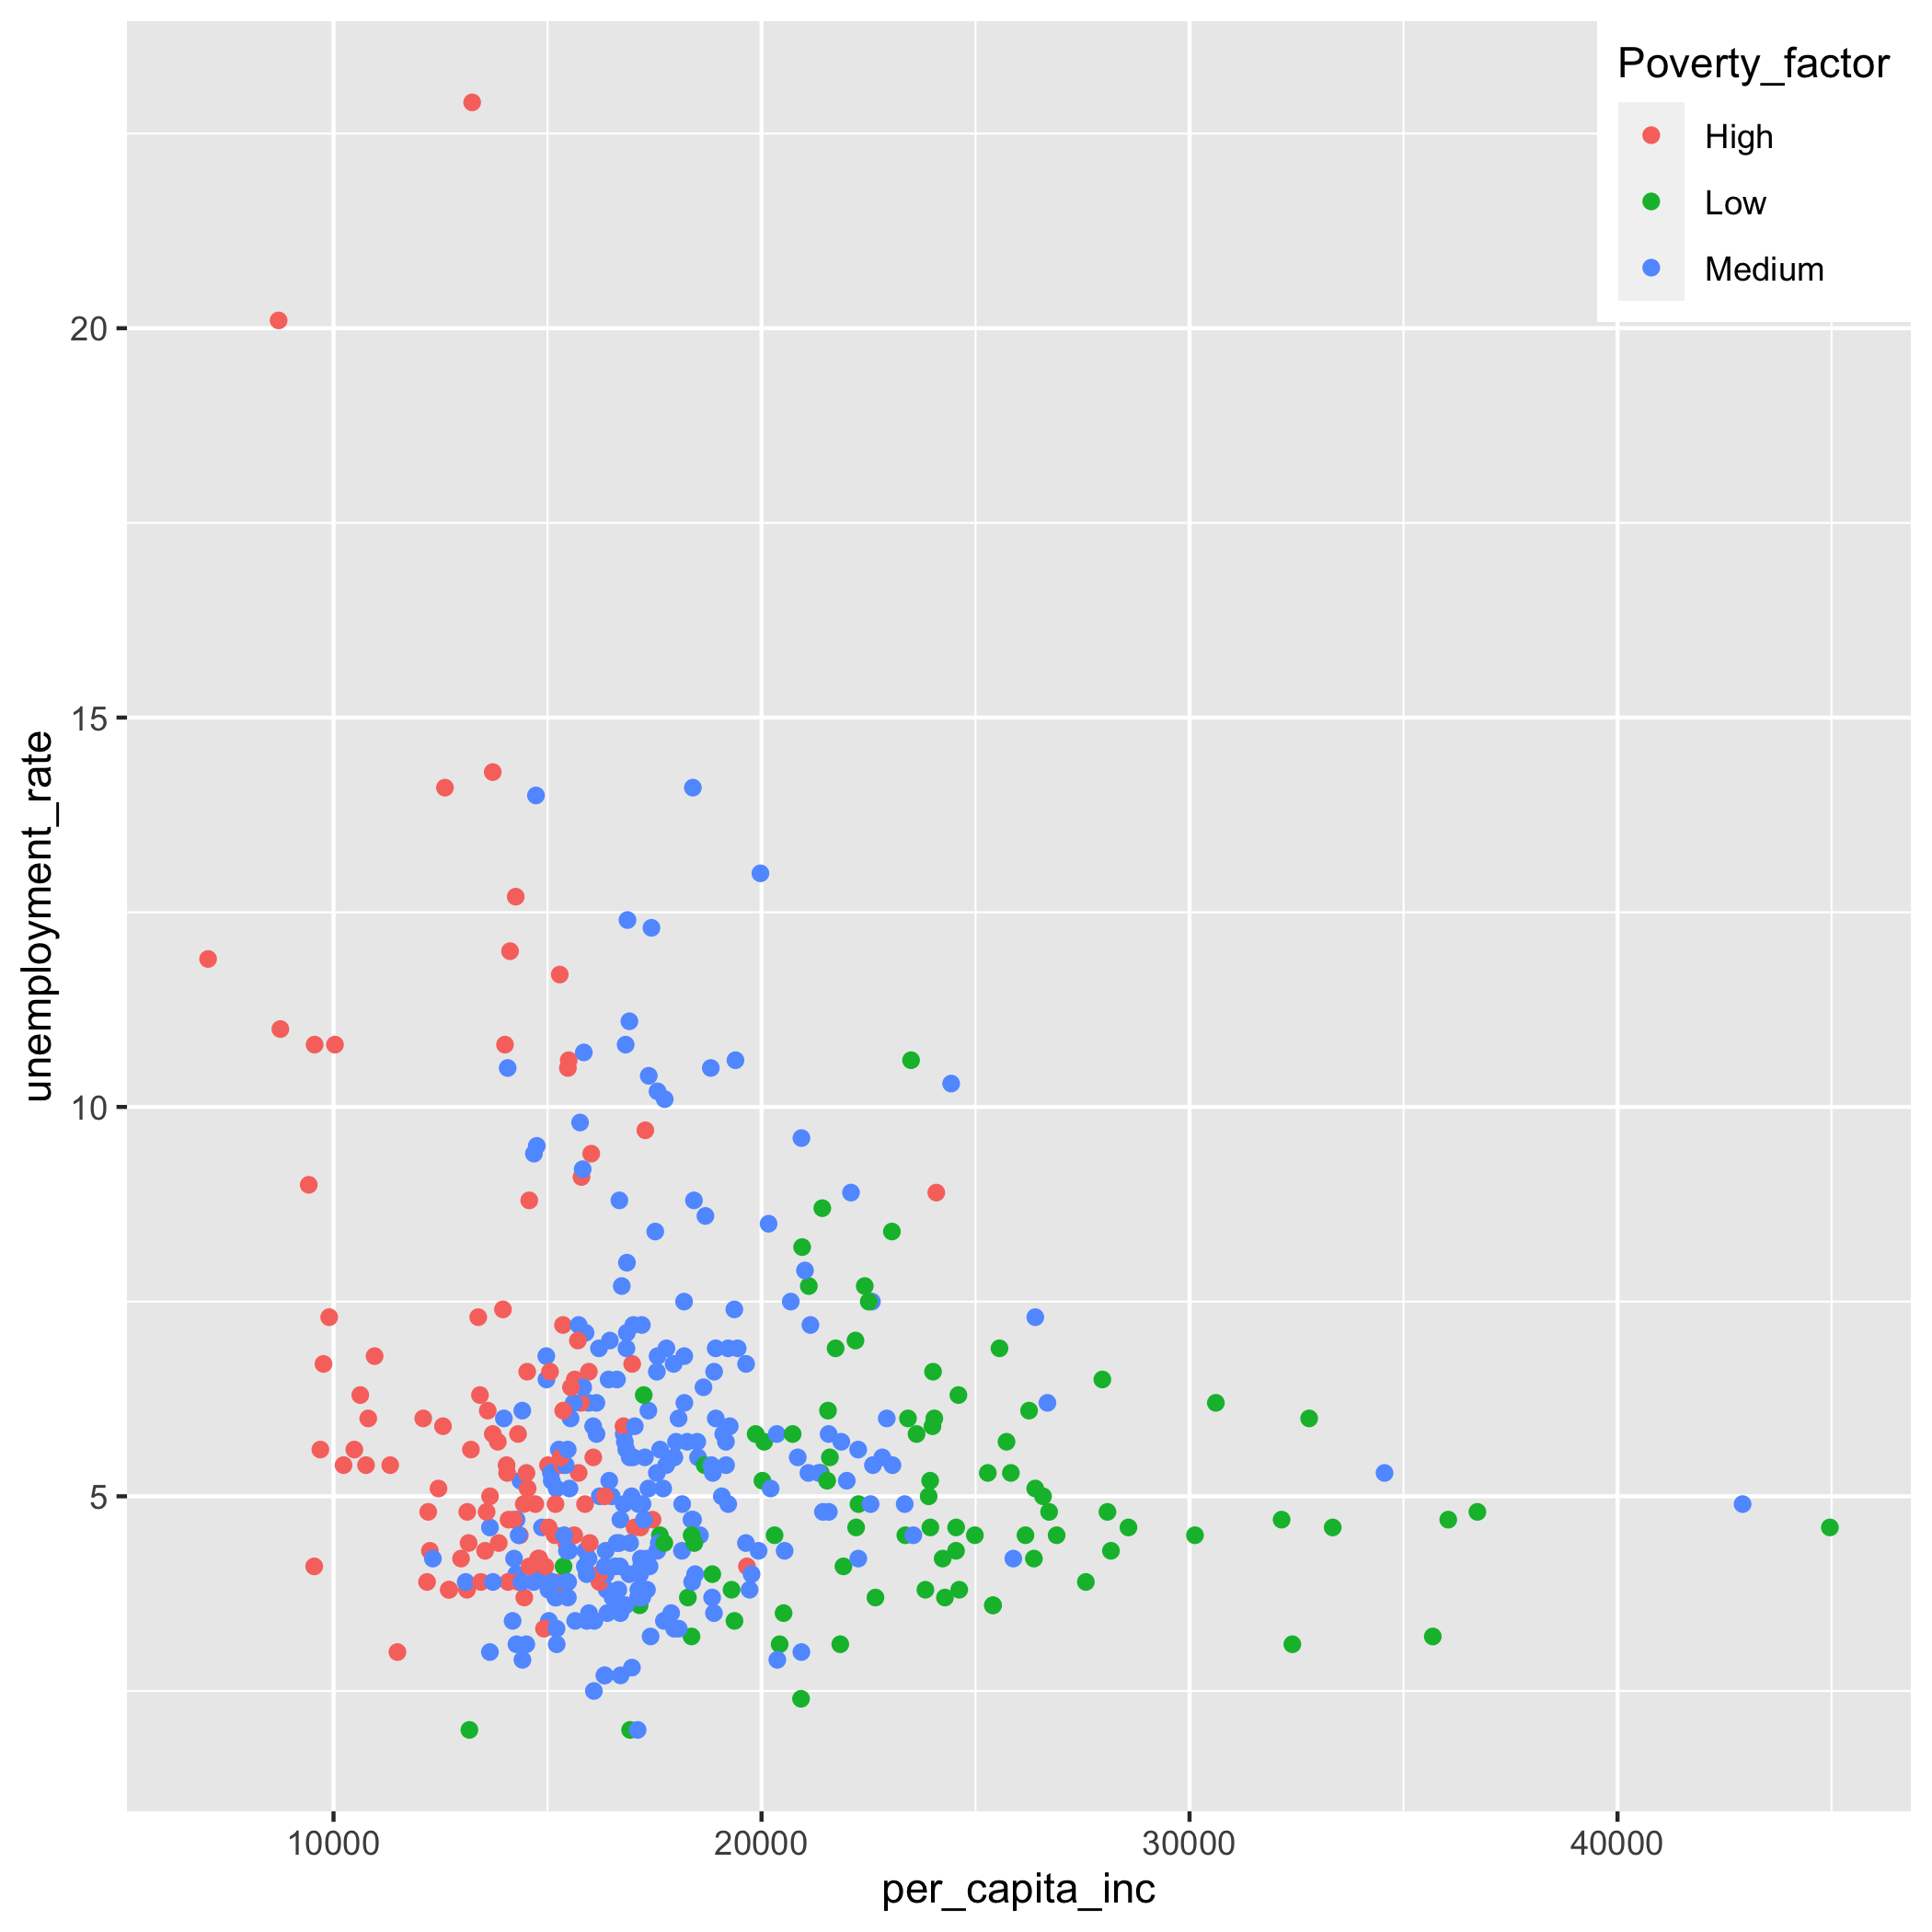 Poverty_factor
High
Low
Medium
unemployment_rate
20
15
10
5
10000
20000
30000
40000
per_capita_inc